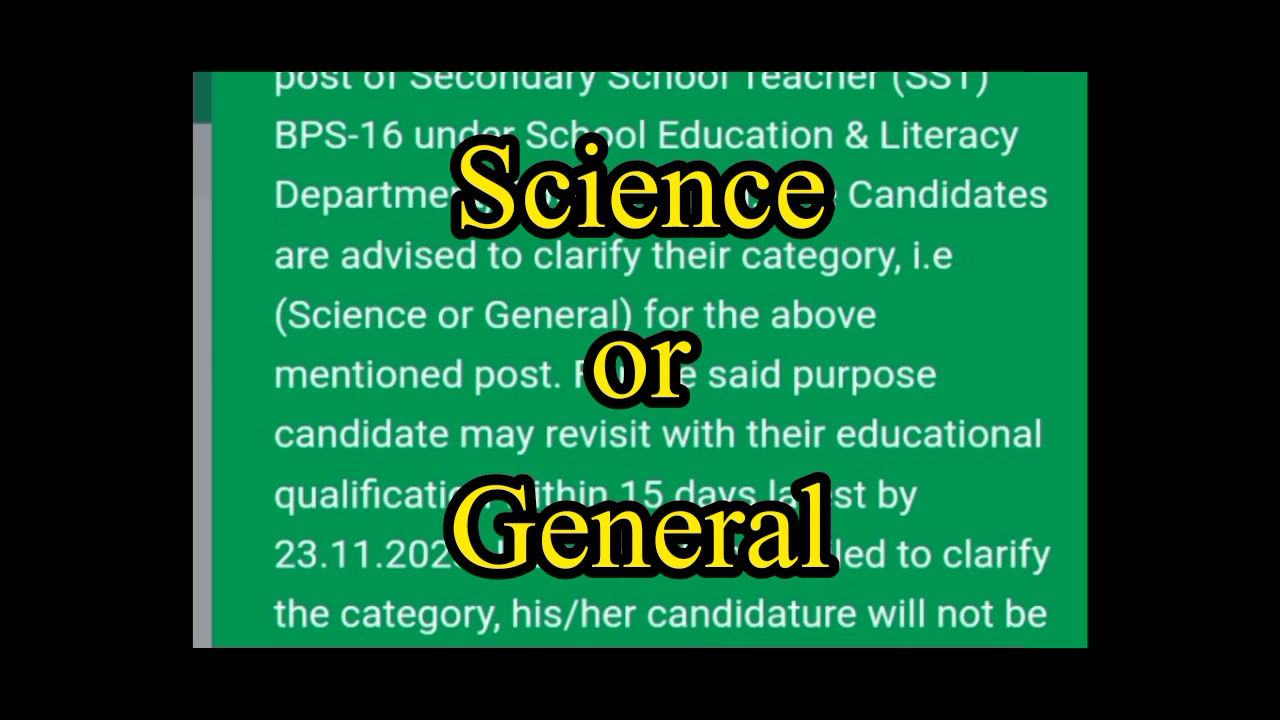 post of Secondary School Teacher (SST)
BPS-16 under School Education & Literacy
Candidates
are advised to clarify their category, i.e
(Science or General) for the above
mentioned post. said purpose
candidate may revisit with their educational
within 15 days latest by
to clarify
the category, his/her candidature will not be
Science
or
General